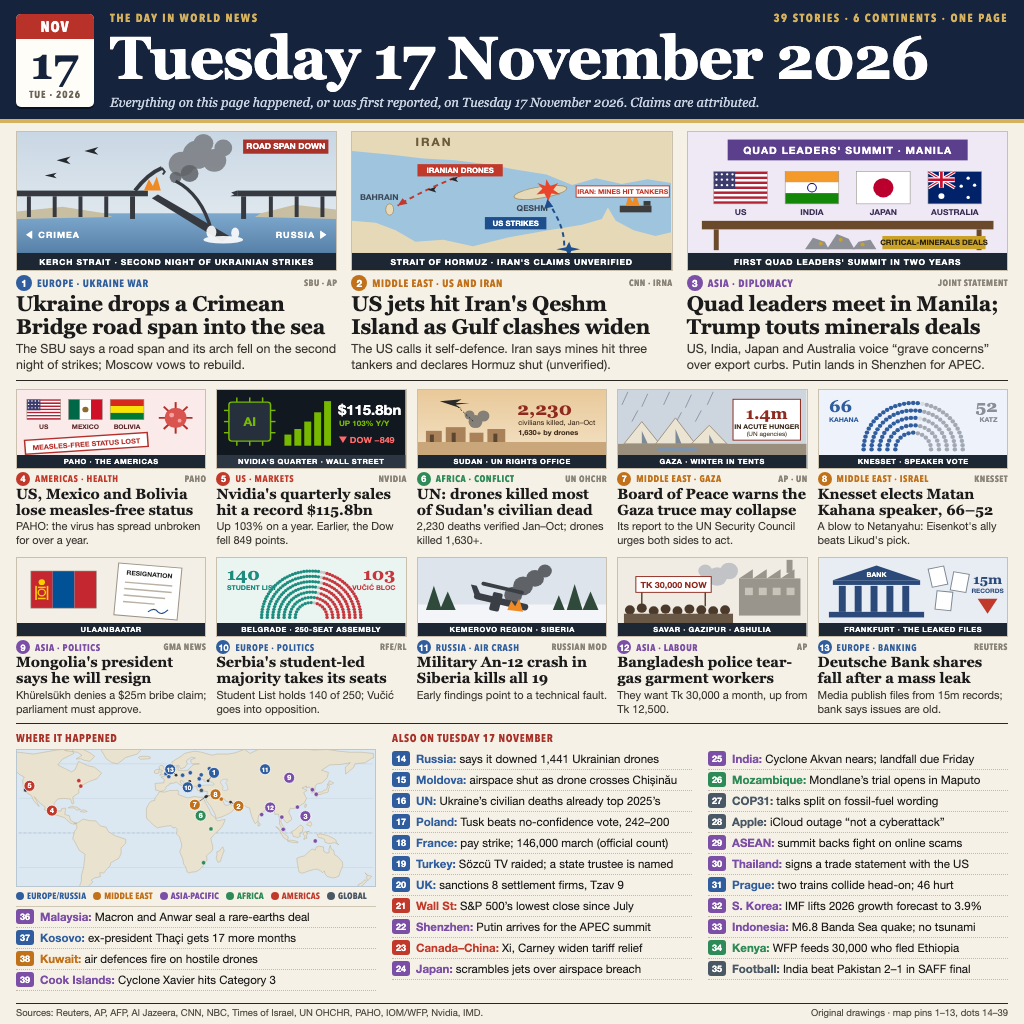 NOV
17
TUE · 2026
THE DAY IN WORLD NEWS
39 STORIES · 6 CONTINENTS · ONE PAGE
Tuesday 17 November 2026
Everything on this page happened, or was first reported, on Tuesday 17 November 2026. Claims are attributed.
ROAD SPAN DOWN
CRIMEA
RUSSIA
KERCH STRAIT · SECOND NIGHT OF UKRAINIAN STRIKES
1 EUROPE · UKRAINE WAR
SBU · AP
Ukraine drops a Crimean
Bridge road span into the sea
The SBU says a road span and its arch fell on the second
night of strikes; Moscow vows to rebuild.
IRAN
IRANIAN DRONES
BAHRAIN
IRAN: MINES HIT TANKERS
QESHM
US STRIKES
STRAIT OF HORMUZ · IRAN'S CLAIMS UNVERIFIED
2 MIDDLE EAST · US AND IRAN
CNN · IRNA
US jets hit Iran's Qeshm
Island as Gulf clashes widen
The US calls it self-defence. Iran says mines hit three
tankers and declares Hormuz shut (unverified).
QUAD LEADERS' SUMMIT · MANILA
US
INDIA
JAPAN
AUSTRALIA
CRITICAL-MINERALS DEALS
FIRST QUAD LEADERS' SUMMIT IN TWO YEARS
3 ASIA · DIPLOMACY
JOINT STATEMENT
Quad leaders meet in Manila;
Trump touts minerals deals
US, India, Japan and Australia voice “grave concerns”
over export curbs. Putin lands in Shenzhen for APEC.
US
MEXICO
BOLIVIA
MEASLES-FREE STATUS LOST
PAHO · THE AMERICAS
4 AMERICAS · HEALTH
PAHO
US, Mexico and Bolivia
lose measles-free status
PAHO: the virus has spread unbroken
for over a year.
AI
$115.8bn
UP 103% Y/Y
▼ DOW −849
NVIDIA'S QUARTER · WALL STREET
5 US · MARKETS
NVIDIA
Nvidia's quarterly sales
hit a record $115.8bn
Up 103% on a year. Earlier, the Dow
fell 849 points.
2,230
civilians killed, Jan–Oct
1,630+ by drones
SUDAN · UN RIGHTS OFFICE
6 AFRICA · CONFLICT
UN OHCHR
UN: drones killed most
of Sudan's civilian dead
2,230 deaths verified Jan–Oct; drones
killed 1,630+.
1.4m
IN ACUTE HUNGER
(UN agencies)
GAZA · WINTER IN TENTS
7 MIDDLE EAST · GAZA
AP · UN
Board of Peace warns the
Gaza truce may collapse
Its report to the UN Security Council
urges both sides to act.
66
KAHANA
52
KATZ
KNESSET · SPEAKER VOTE
8 MIDDLE EAST · ISRAEL
KNESSET
Knesset elects Matan
Kahana speaker, 66–52
A blow to Netanyahu: Eisenkot's ally
beats Likud's pick.
RESIGNATION
ULAANBAATAR
9 ASIA · POLITICS
GMA NEWS
Mongolia's president
says he will resign
Khürelsükh denies a $25m bribe claim;
parliament must approve.
140
STUDENT LIST
103
VUČIĆ BLOC
BELGRADE · 250-SEAT ASSEMBLY
10 EUROPE · POLITICS
RFE/RL
Serbia's student-led
majority takes its seats
Student List holds 140 of 250; Vučić
goes into opposition.
KEMEROVO REGION · SIBERIA
11 RUSSIA · AIR CRASH
RUSSIAN MOD
Military An-12 crash in
Siberia kills all 19
Early findings point to a technical fault.
TK 30,000 NOW
SAVAR · GAZIPUR · ASHULIA
12 ASIA · LABOUR
AP
Bangladesh police tear-
gas garment workers
They want Tk 30,000 a month, up from
Tk 12,500.
BANK
15m
RECORDS
FRANKFURT · THE LEAKED FILES
13 EUROPE · BANKING
REUTERS
Deutsche Bank shares
fall after a mass leak
Media publish files from 15m records;
bank says issues are old.
WHERE IT HAPPENED
5
4
13
1
10
11
9
7
8
2
6
12
3
EUROPE/RUSSIA
MIDDLE EAST
ASIA-PACIFIC
AFRICA
AMERICAS
GLOBAL
36 Malaysia: Macron and Anwar seal a rare-earths deal
37 Kosovo: ex-president Thaçi gets 17 more months
38 Kuwait: air defences fire on hostile drones
39 Cook Islands: Cyclone Xavier hits Category 3
ALSO ON TUESDAY 17 NOVEMBER
14 Russia: says it downed 1,441 Ukrainian drones
15 Moldova: airspace shut as drone crosses Chișinău
16 UN: Ukraine's civilian deaths already top 2025's
17 Poland: Tusk beats no-confidence vote, 242–200
18 France: pay strike; 146,000 march (official count)
19 Turkey: Sözcü TV raided; a state trustee is named
20 UK: sanctions 8 settlement firms, Tzav 9
21 Wall St: S&P 500's lowest close since July
22 Shenzhen: Putin arrives for the APEC summit
23 Canada–China: Xi, Carney widen tariff relief
24 Japan: scrambles jets over airspace breach
25 India: Cyclone Akvan nears; landfall due Friday
26 Mozambique: Mondlane's trial opens in Maputo
27 COP31: talks split on fossil-fuel wording
28 Apple: iCloud outage “not a cyberattack”
29 ASEAN: summit backs fight on online scams
30 Thailand: signs a trade statement with the US
31 Prague: two trains collide head-on; 46 hurt
32 S. Korea: IMF lifts 2026 growth forecast to 3.9%
33 Indonesia: M6.8 Banda Sea quake; no tsunami
34 Kenya: WFP feeds 30,000 who fled Ethiopia
35 Football: India beat Pakistan 2–1 in SAFF final
Sources: Reuters, AP, AFP, Al Jazeera, CNN, NBC, Times of Israel, UN OHCHR, PAHO, IOM/WFP, Nvidia, IMD.
Original drawings · map pins 1–13, dots 14–39